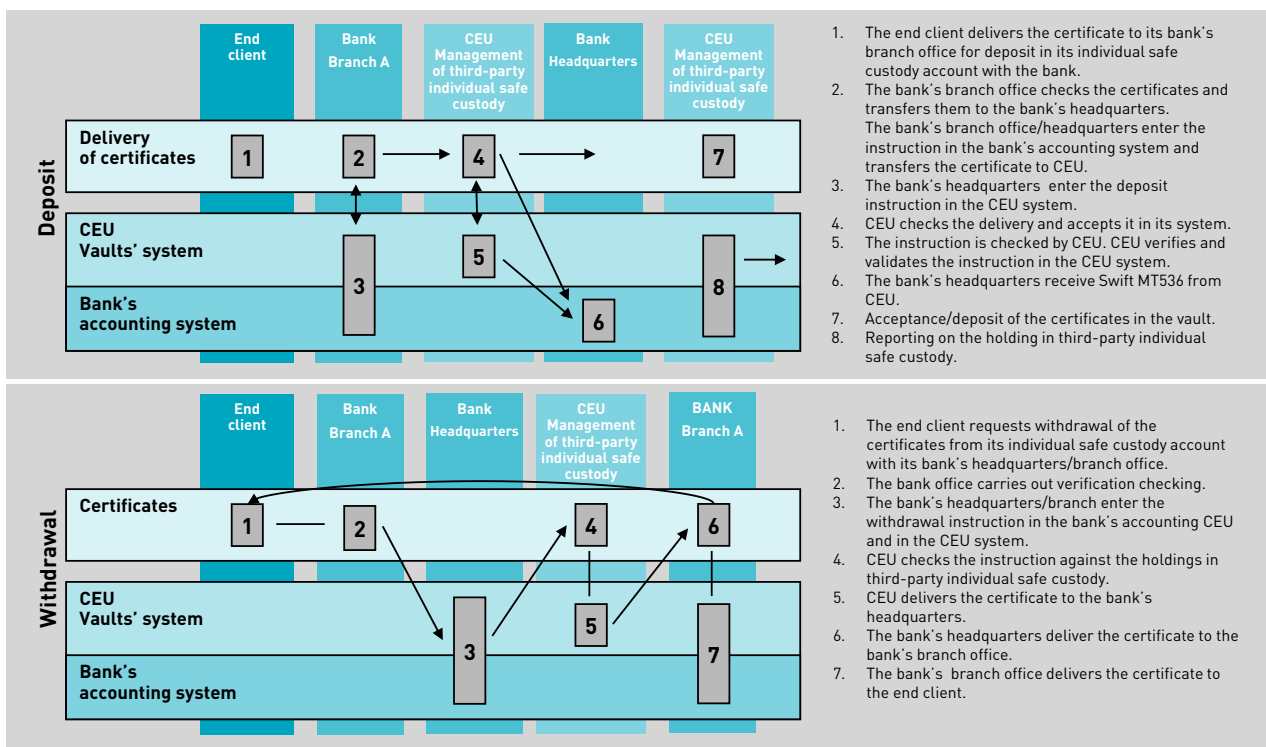 Deposit
End
client
Bank
Branch A
CEU
Management
of third-party
individual safe
custody
Bank
Headquarters
CEU
Management
of third-party
individual safe
custody
Delivery
of certificates
1
2
4
7
CEU
Vaults' system
3
5
8
Bank's
accounting system
6
1. The end client delivers the certificate to its bank's
branch office for deposit in its individual safe
custody account with the bank.
2. The bank's branch office checks the certificates and
transfers them to the bank's headquarters.
The bank's branch office/headquarters enter the
instruction in the bank's accounting system and
transfers the certificate to CEU.
3. The bank's headquarters enter the deposit
instruction in the CEU system.
4. CEU checks the delivery and accepts it in its system.
5. The instruction is checked by CEU. CEU verifies and
validates the instruction in the CEU system.
6. The bank's headquarters receive Swift MT536 from
CEU.
7. Acceptance/deposit of the certificates in the vault.
8. Reporting on the holding in third-party individual
safe custody.
Withdrawal
End
client
Bank
Branch A
Bank
Headquarters
CEU
Management
of third-party
individual safe
custody
BANK
Branch A
Certificates
1
2
4
6
CEU
Vaults' system
3
5
7
Bank's
accounting system
1. The end client requests withdrawal of the
certificates from its individual safe custody account
with its bank's headquarters/branch office.
2. The bank office carries out verification checking.
3. The bank's headquarters/branch enter the
withdrawal instruction in the bank's accounting CEU
and in the CEU system.
4. CEU checks the instruction against the holdings in
third-party individual safe custody.
5. CEU delivers the certificate to the bank's
headquarters.
6. The bank's headquarters deliver the certificate to the
bank's branch office.
7. The bank's branch office delivers the certificate to
the end client.